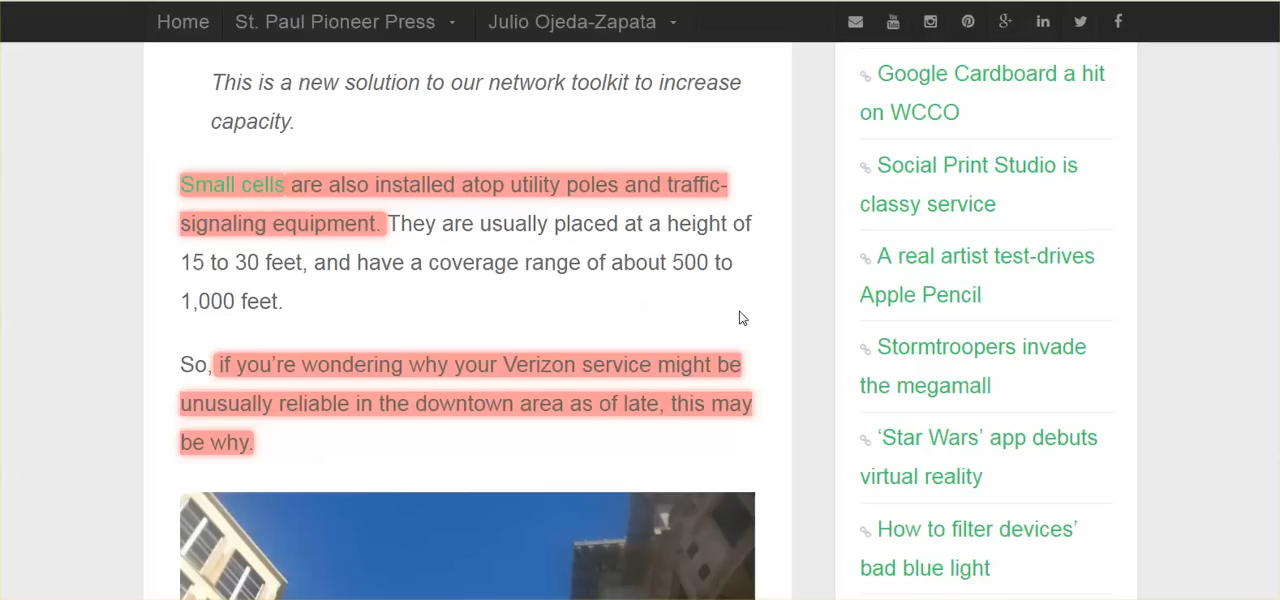 Home St. Paul Pioneer Press Julio Ojeda-Zapata
This is a new solution to our network toolkit to increase
capacity.
Small cells are also installed atop utility poles and traffic-
signaling equipment. They are usually placed at a height of
15 to 30 feet, and have a coverage range of about 500 to
1,000 feet.
So, if you’re wondering why your Verizon service might be
unusually reliable in the downtown area as of late, this may
be why.
Google Cardboard a hit
on WCCO
Social Print Studio is
classy service
A real artist test-drives
Apple Pencil
Stormtroopers invade
the megamall
‘Star Wars’ app debuts
virtual reality
How to filter devices’
bad blue light